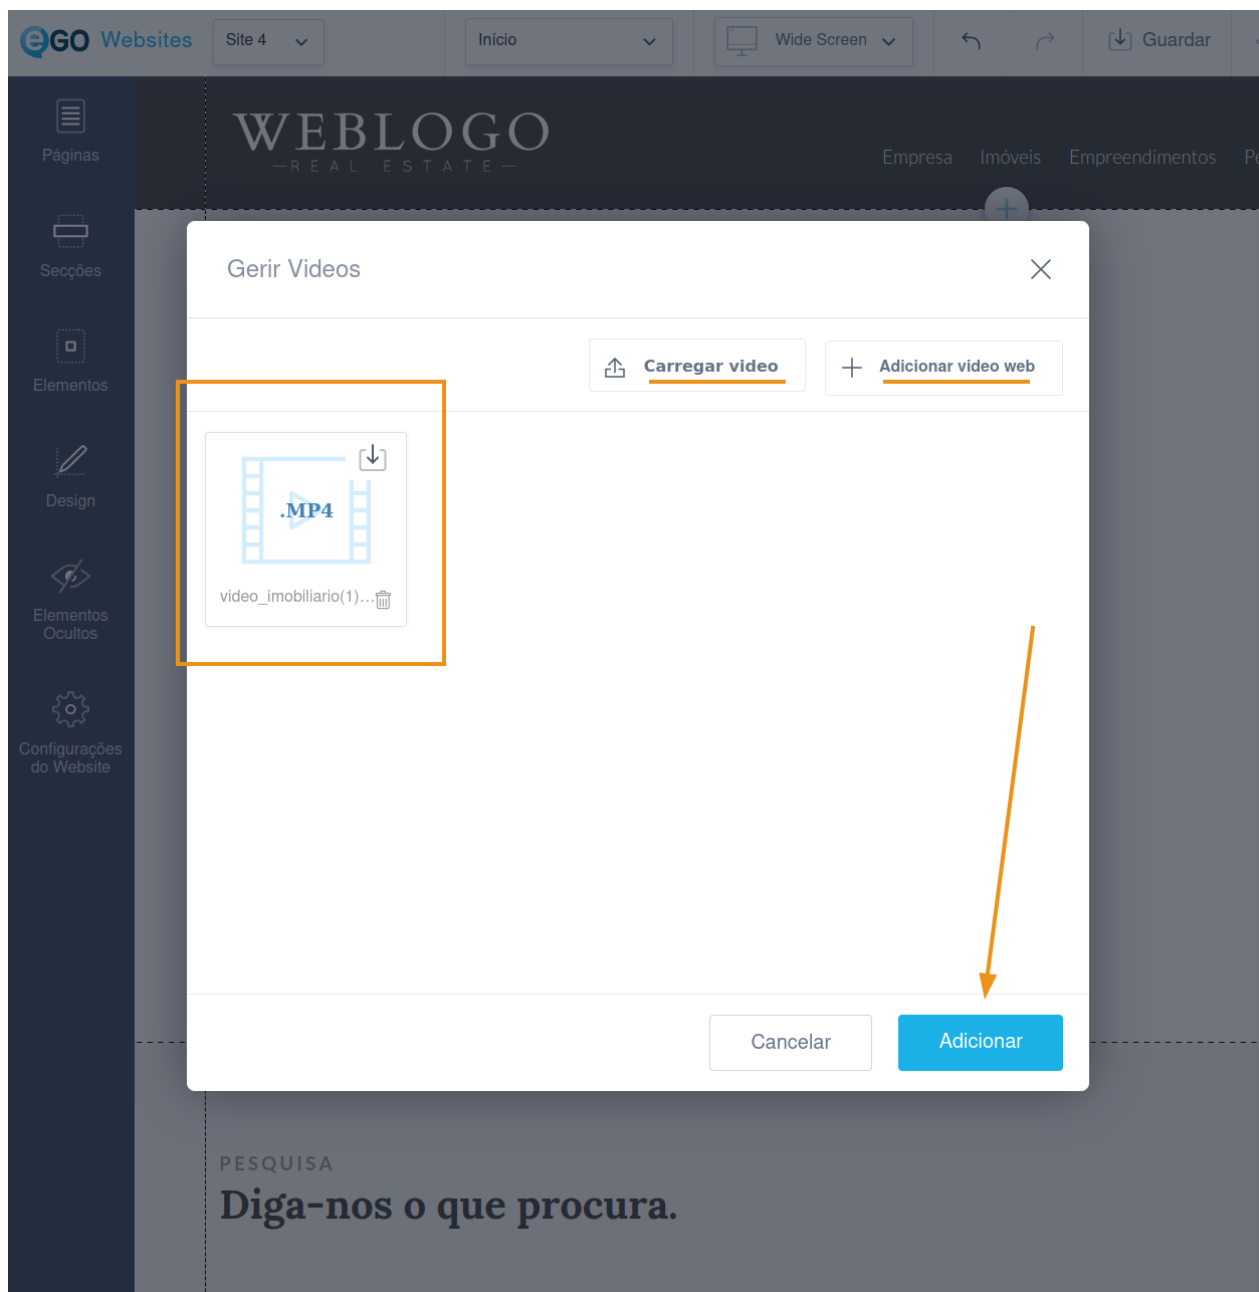 eGO Websites
Site 4
Início
Wide Screen
Guardar
Páginas
Secções
Elementos
Design
Elementos
Ocultos
Configurações
do Website
WEBLOGO
REAL ESTATE
Empresa Imóveis Empreendimentos Pe
Gerir Videos
Carregar video
Adicionar video web
.MP4
video_imobiliario(1)...
Cancelar
Adicionar
PESQUISA
Diga-nos o que procura.